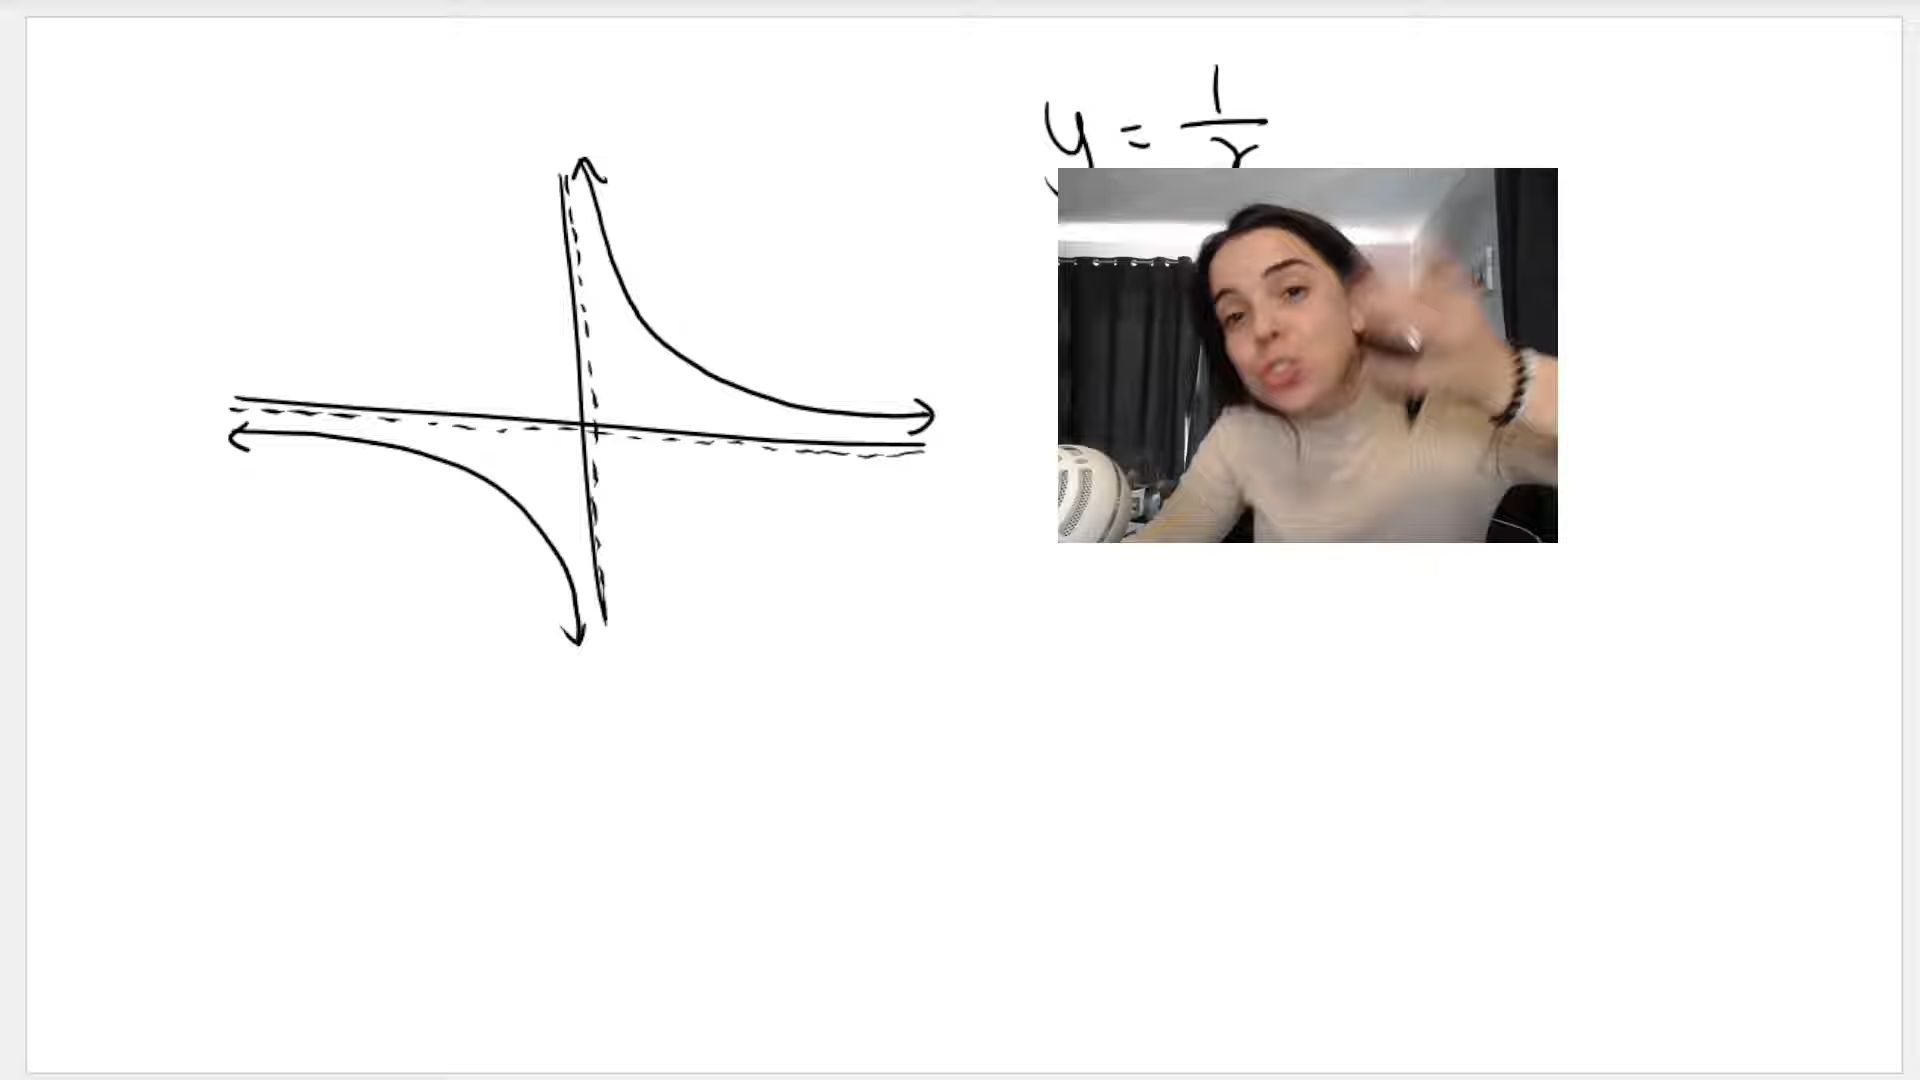 y = 1/x